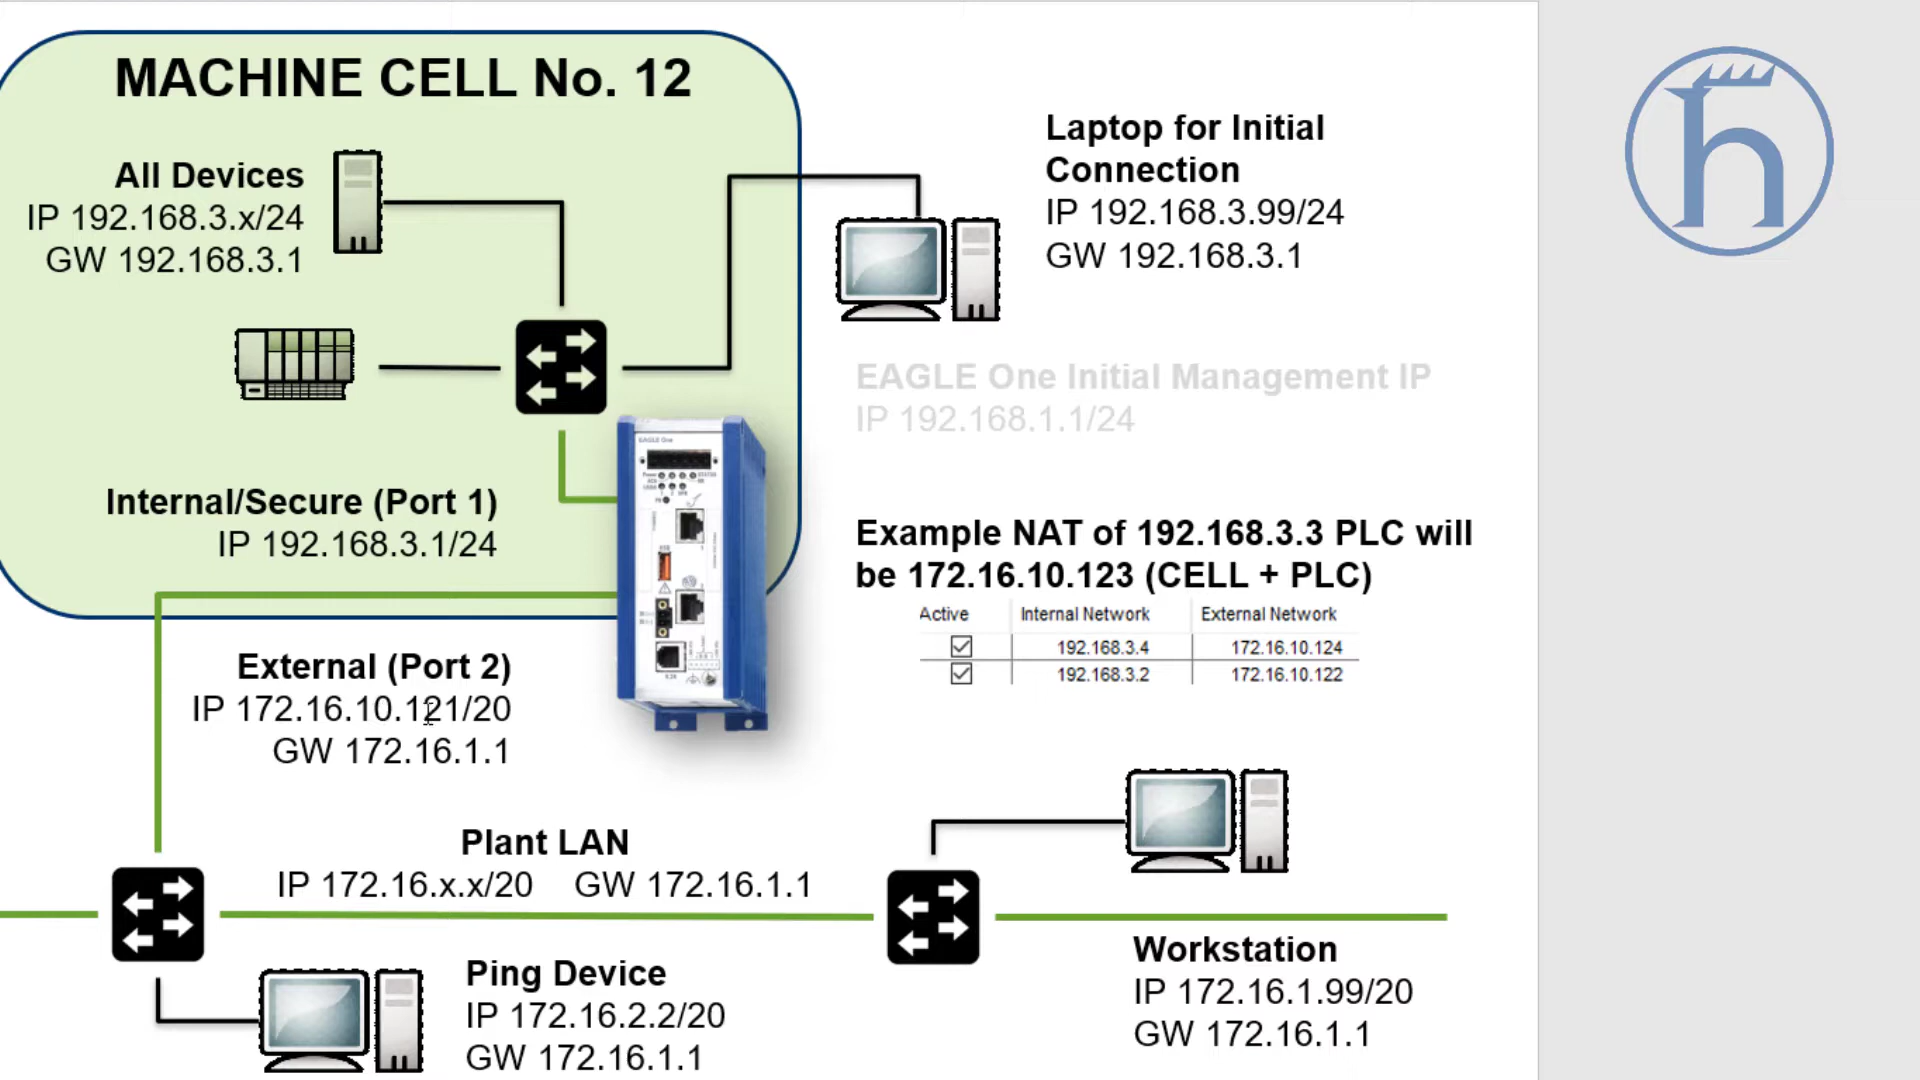 MACHINE CELL No. 12
All Devices
IP 192.168.3.x/24
GW 192.168.3.1
Laptop for Initial
Connection
IP 192.168.3.99/24
GW 192.168.3.1
EAGLE One Initial Management IP
IP 192.168.1.1/24
EAGLE One
Internal/Secure (Port 1)
IP 192.168.3.1/24
Example NAT of 192.168.3.3 PLC will
be 172.16.10.123 (CELL + PLC)
Active Internal Network External Network
192.168.3.4 172.16.10.124
192.168.3.2 172.16.10.122
External (Port 2)
IP 172.16.10.121/20
GW 172.16.1.1
Plant LAN
IP 172.16.x.x/20 GW 172.16.1.1
Ping Device
IP 172.16.2.2/20
GW 172.16.1.1
Workstation
IP 172.16.1.99/20
GW 172.16.1.1